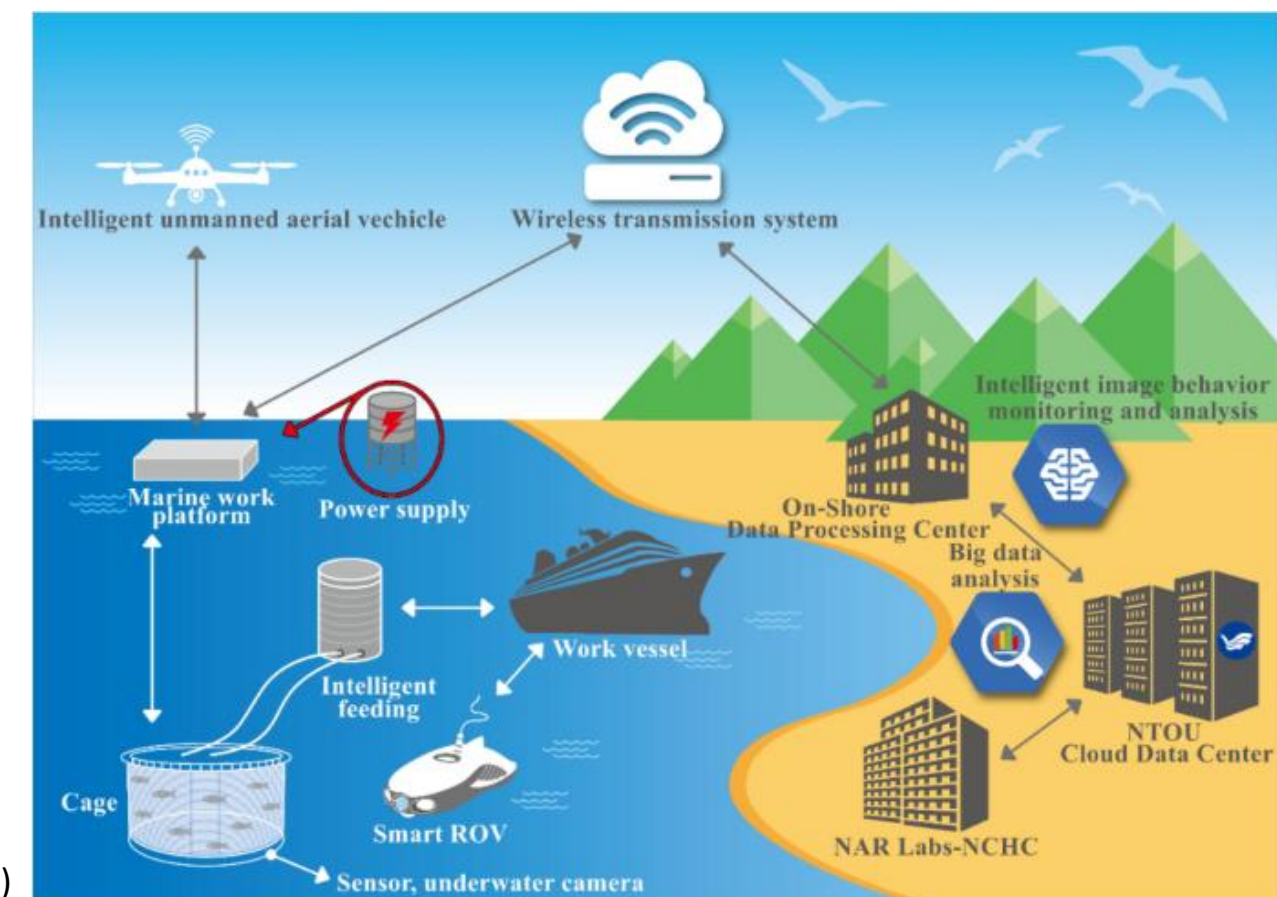 Intelligent unmanned aerial vechicle
Wireless transmission system
Intelligent image behavior
monitoring and analysis
Marine work
platform
Power supply
On-Shore
Data Processing Center
Big data
analysis
Work vessel
Intelligent
feeding
NTOU
Cloud Data Center
Cage
Smart ROV
NAR Labs-NCHC
Sensor, underwater camera
)